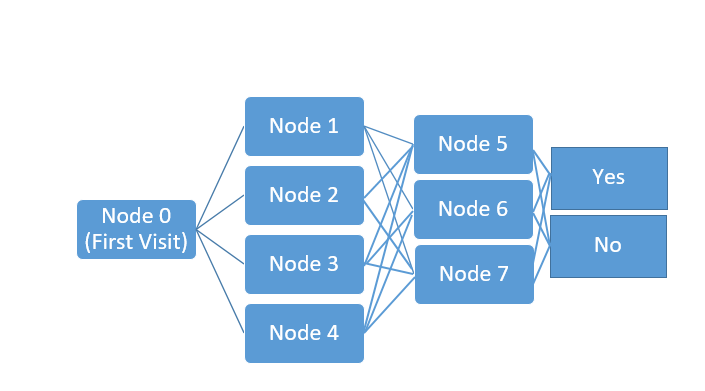 Node 0
(First Visit)
Node 1
Node 2
Node 3
Node 4
Node 5
Node 6
Node 7
Yes
No